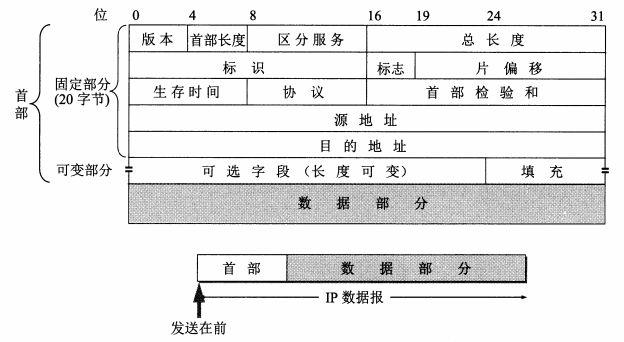 位 0 4 8 16 19 24 31
版本 首部长度 区分服务 总长度
标识 标志 片偏移
生存时间 协议 首部检验和
源地址
目的地址
可选字段（长度可变） 填充
数据部分
首部
固定部分
(20字节)
可变部分
首部 数据部分
IP数据报
发送在前